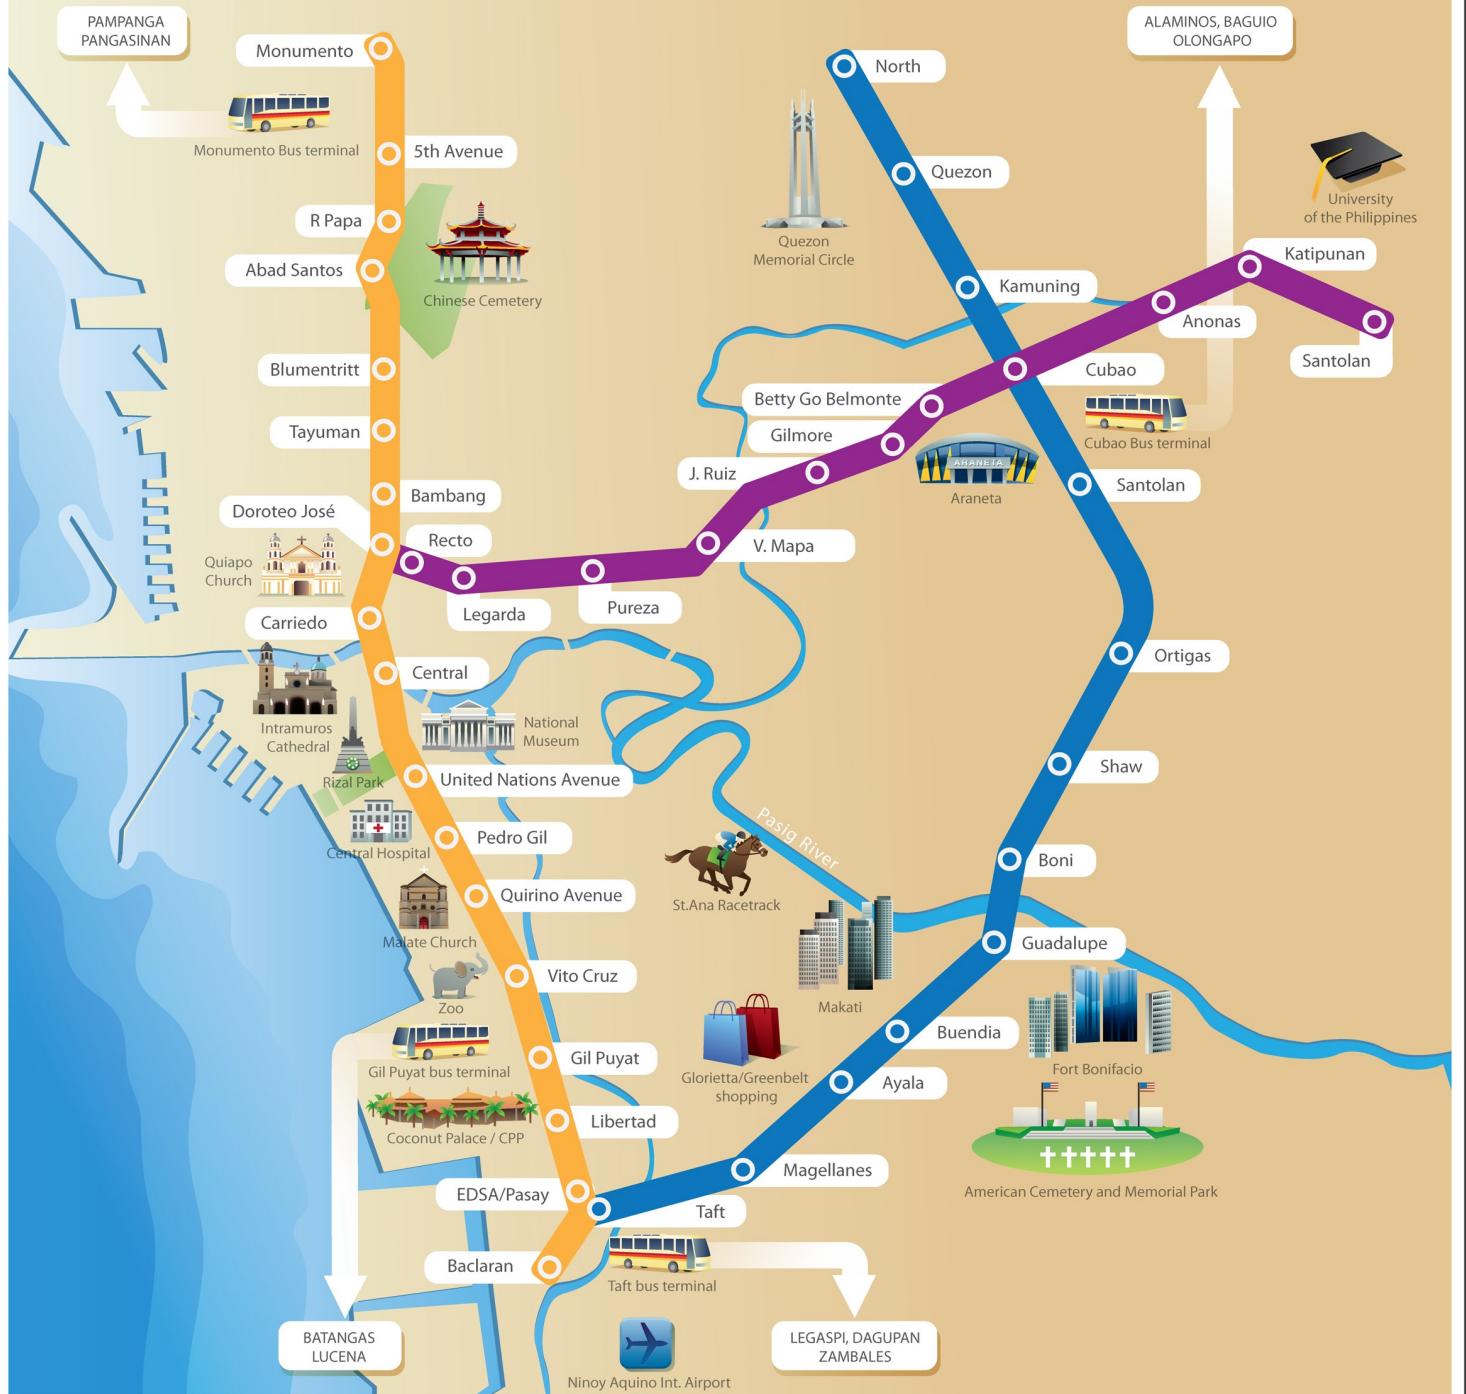 PAMPANGA
PANGASINAN
ALAMINOS, BAGUIO
OLONGAPO
Monumento
North
Monumento Bus terminal
5th Avenue
Quezon
University
of the Philippines
R Papa
Quezon
Memorial Circle
Katipunan
Abad Santos
Chinese Cemetery
Kamuning
Anonas
Santolan
Blumentritt
Cubao
Betty Go Belmonte
Tayuman
Gilmore
Cubao Bus terminal
ARANETA
Araneta
J. Ruiz
Santolan
Bambang
Doroteo José
Recto
V. Mapa
Quiapo
Church
Legarda
Pureza
Carriedo
Ortigas
Central
Intramuros
Cathedral
National
Museum
Rizal Park
United Nations Avenue
Shaw
Pasig River
Pedro Gil
Central Hospital
Boni
Quirino Avenue
St.Ana Racetrack
Malate Church
Guadalupe
Vito Cruz
Zoo
Makati
Buendia
Gil Puyat
Gil Puyat bus terminal
Fort Bonifacio
Glorietta/Greenbelt
shopping
Ayala
Libertad
Coconut Palace / CPP
Magellanes
EDSA/Pasay
American Cemetery and Memorial Park
Taft
Baclaran
Taft bus terminal
BATANGAS
LUCENA
LEGASPI, DAGUPAN
ZAMBALES
Ninoy Aquino Int. Airport